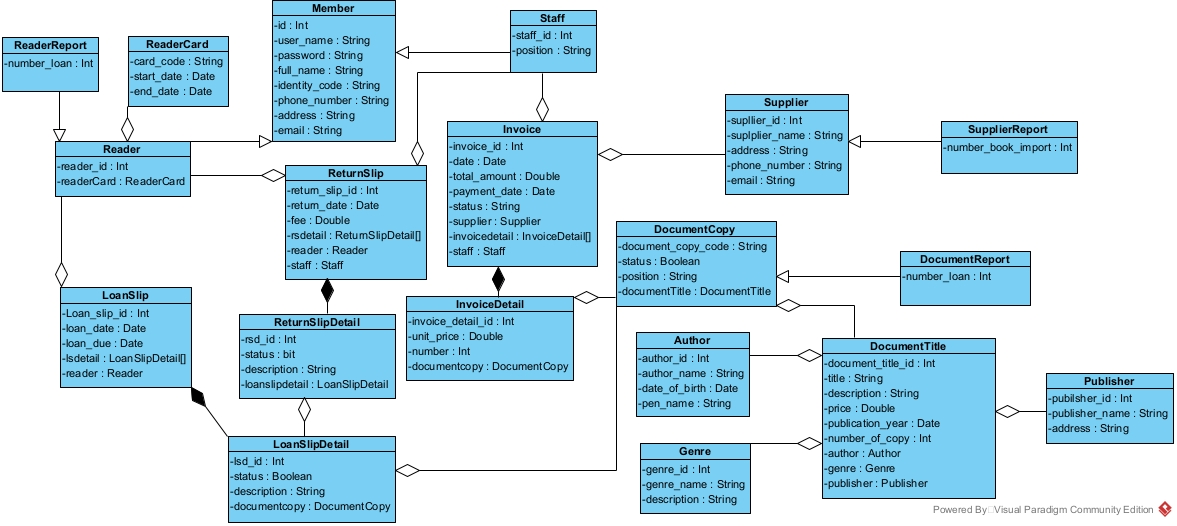 Member
-id : Int
-user_name : String
-password : String
-full_name : String
-identity_code : String
-phone_number : String
-address : String
-email : String
Staff
-staff_id : Int
-position : String
ReaderReport
-number_loan : Int
ReaderCard
-card_code : String
-start_date : Date
-end_date : Date
Supplier
-supllier_id : Int
-suplplier_name : String
-address : String
-phone_number : String
-email : String
SupplierReport
-number_book_import : Int
Invoice
-invoice_id : Int
-date : Date
-total_amount : Double
-payment_date : Date
-status : String
-supplier : Supplier
-invoicedetail : InvoiceDetail[]
-staff : Staff
Reader
-reader_id : Int
-readerCard : ReaderCard
ReturnSlip
-return_slip_id : Int
-return_date : Date
-fee : Double
-rsdetail : ReturnSlipDetail[]
-reader : Reader
-staff : Staff
DocumentCopy
-document_copy_code : String
-status : Boolean
-position : String
-documentTitle : DocumentTitle
DocumentReport
-number_loan : Int
LoanSlip
-Loan_slip_id : Int
-loan_date : Date
-loan_due : Date
-lsdetail : LoanSlipDetail[]
-reader : Reader
InvoiceDetail
-invoice_detail_id : Int
-unit_price : Double
-number : Int
-documentcopy : DocumentCopy
ReturnSlipDetail
-rsd_id : Int
-status : bit
-description : String
-loanslipdetail : LoanSlipDetail
Author
-author_id : Int
-author_name : String
-date_of_birth : Date
-pen_name : String
DocumentTitle
-document_title_id : Int
-title : String
-description : String
-price : Double
-publication_year : Date
-number_of_copy : Int
-author : Author
-genre : Genre
-publisher : Publisher
Publisher
-pubilsher_id : Int
-publisher_name : String
-address : String
LoanSlipDetail
-lsd_id : Int
-status : Boolean
-description : String
-documentcopy : DocumentCopy
Genre
-genre_id : Int
-genre_name : String
-description : String
Powered By Visual Paradigm Community Edition